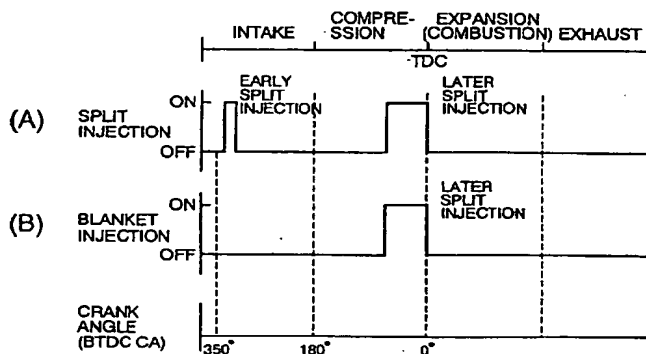 INTAKE
COMPRE-
SSION
EXPANSION
(COMBUSTION)
EXHAUST
TDC
(A)
SPLIT
INJECTION
ON
OFF
EARLY
SPLIT
INJECTION
LATER
SPLIT
INJECTION
(B)
BLANKET
INJECTION
ON
OFF
LATER
SPLIT
INJECTION
CRANK
ANGLE
(BTDC CA)
350°
180°
0°